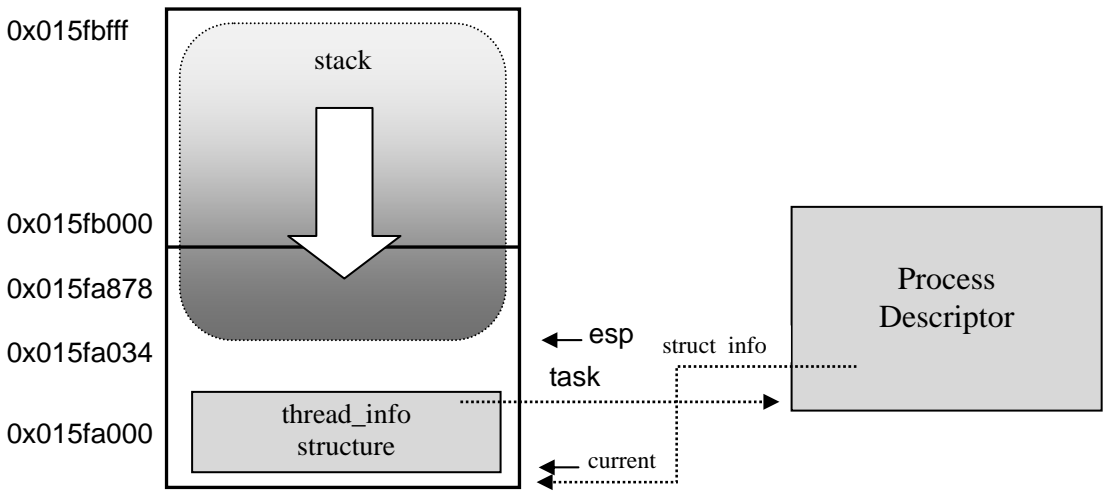 0x015fbfff
stack
0x015fb000
0x015fa878
0x015fa034
0x015fa000
esp
struct info
task
thread_info
structure
current
Process
Descriptor